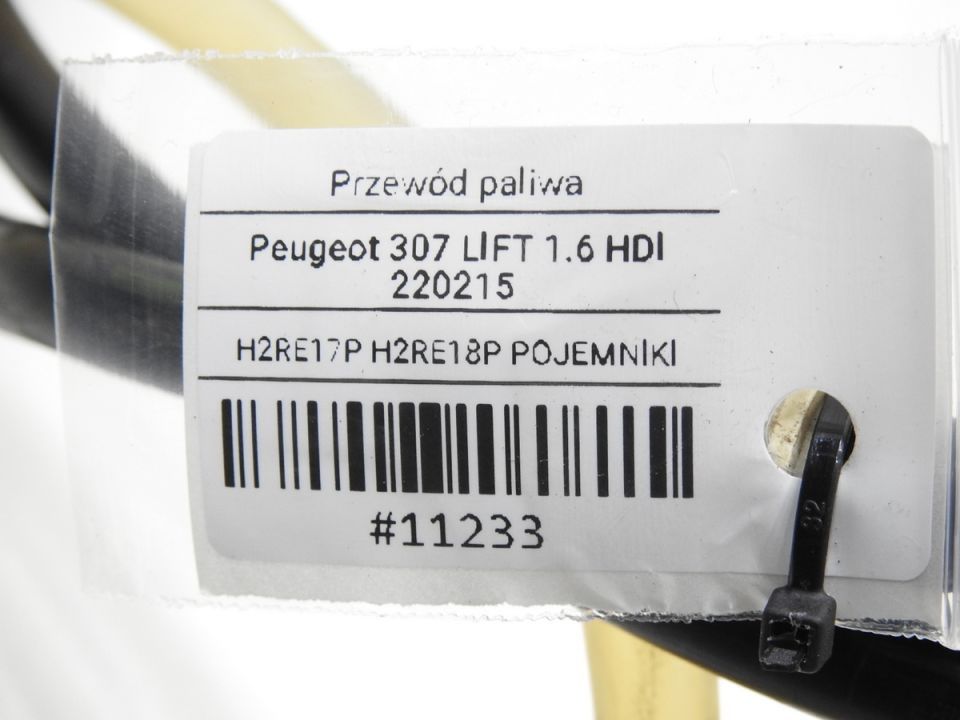 Przewód paliwa
Peugeot 307 LIFT 1.6 HDI
220215
H2RE17P H2RE18P POJEMNIKI
#11233
32